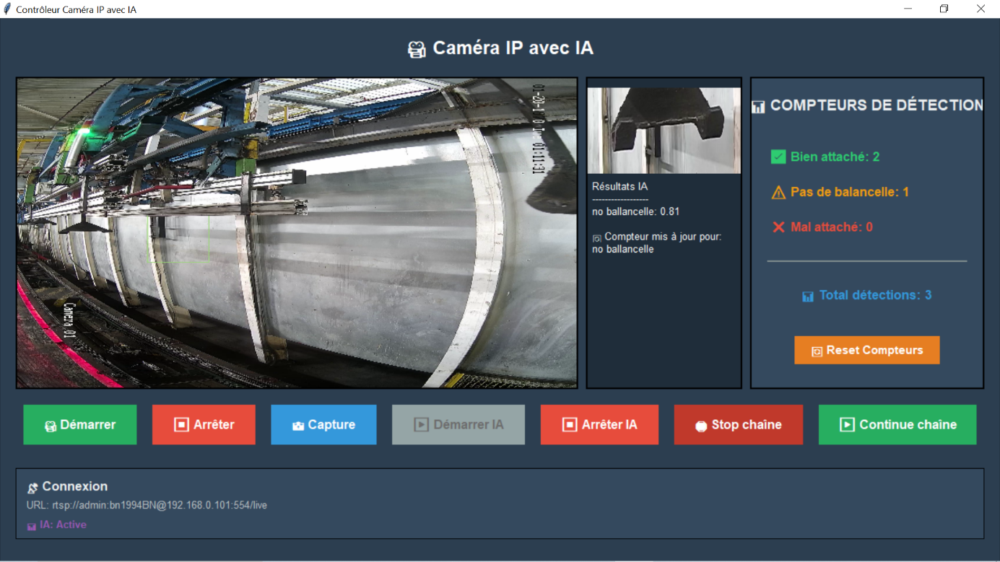 Contrôleur Caméra IP avec IA
Caméra IP avec IA
Camera 01
Résultats IA
------------------
no ballancelle: 0.81
Compteur mis à jour pour:
no ballancelle
COMPTEURS DE DÉTECTION
Bien attaché: 2
Pas de balancelle: 1
Mal attaché: 0
Total détections: 3
Reset Compteurs
Démarrer
Arrêter
Capture
Démarrer IA
Arrêter IA
Stop chaîne
Continue chaîne
Connexion
URL: rtsp://admin:bn1994BN@192.168.0.101:554/live
IA: Active